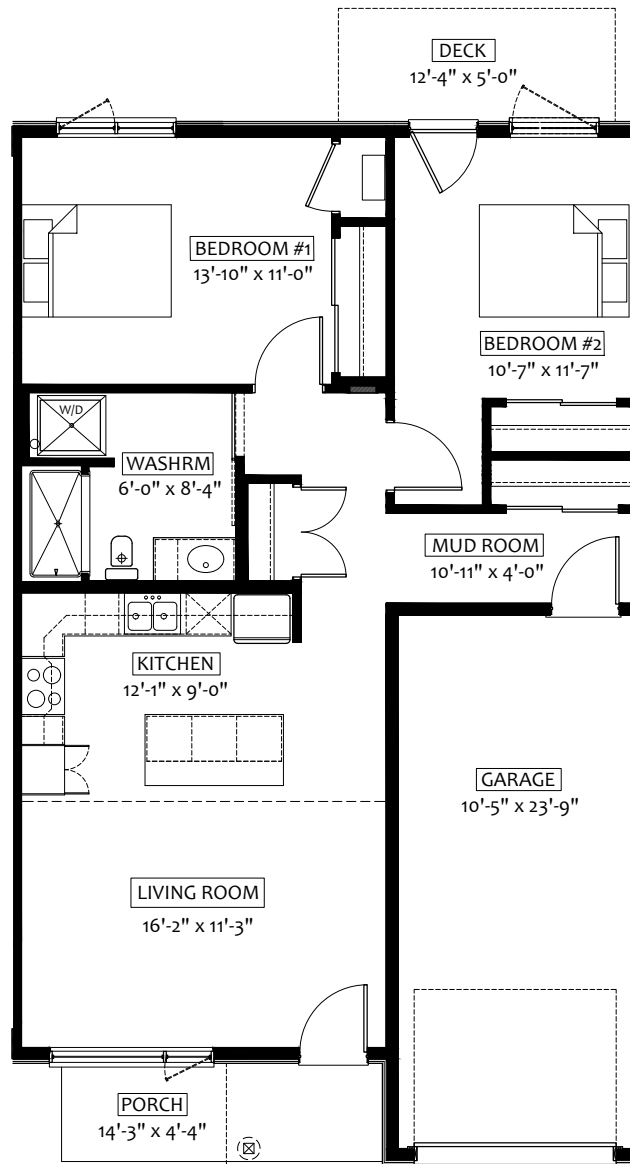 DECK
12'-4" x 5'-0"
BEDROOM #1
13'-10" x 11'-0"
BEDROOM #2
10'-7" x 11'-7"
W/D
WASHRM
6'-0" x 8'-4"
MUD ROOM
10'-11" x 4'-0"
KITCHEN
12'-1" x 9'-0"
GARAGE
10'-5" x 23'-9"
LIVING ROOM
16'-2" x 11'-3"
PORCH
14'-3" x 4'-4"